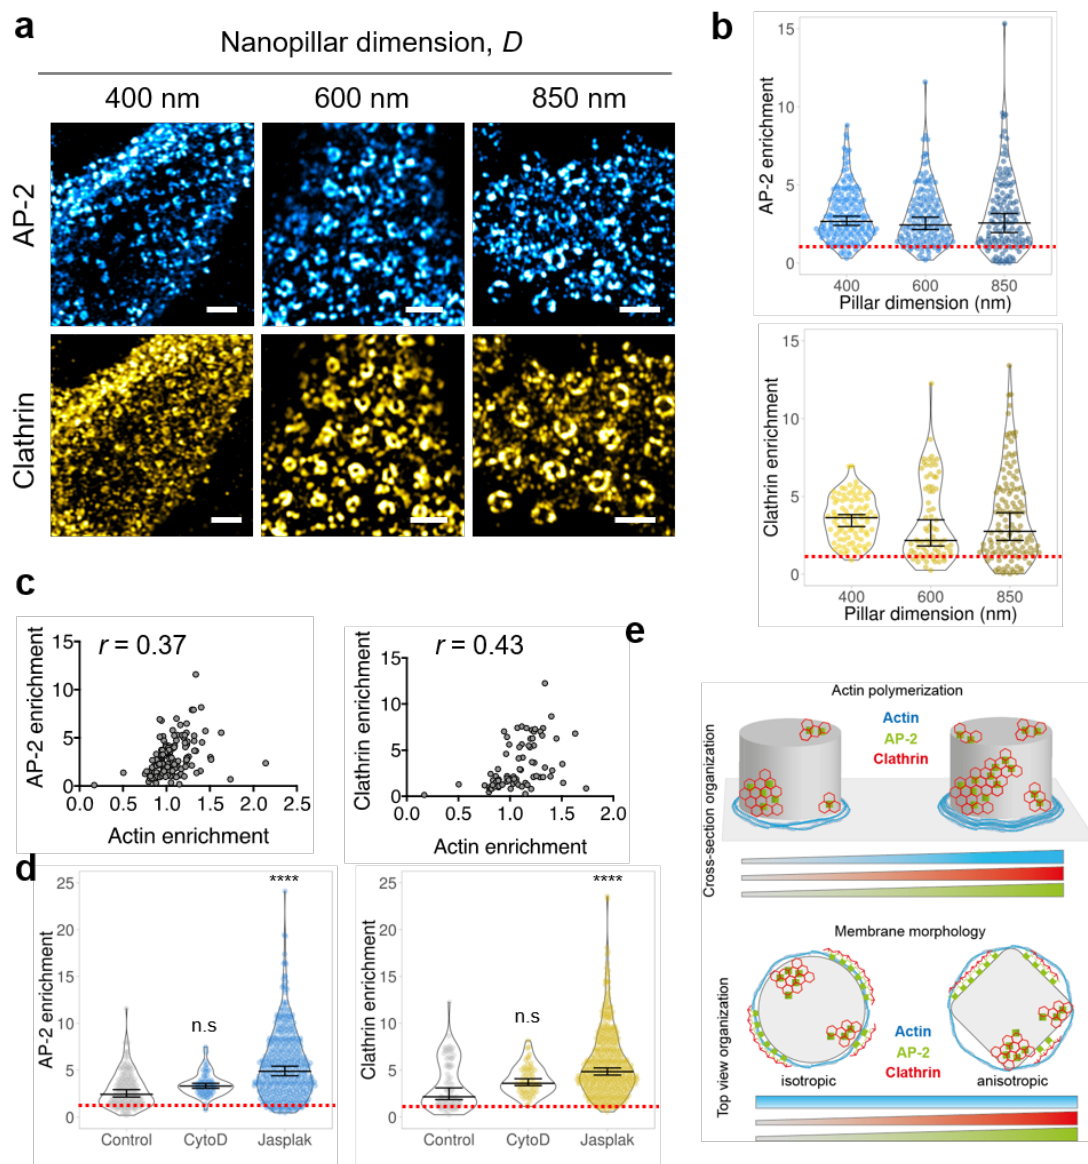 a
Nanopillar dimension, D
400 nm
600 nm
850 nm
AP-2
Clathrin
b
AP-2 enrichment
15
10
5
0
400
600
850
Pillar dimension (nm)
Clathrin enrichment
15
10
5
0
400
600
850
Pillar dimension (nm)
c
r = 0.37
AP-2 enrichment
15
10
5
0
0.0
0.5
1.0
1.5
2.0
2.5
Actin enrichment
r = 0.43
Clathrin enrichment
15
10
5
0
0.0
0.5
1.0
1.5
2.0
Actin enrichment
d
AP-2 enrichment
25
20
15
10
5
0
n.s
****
Control
CytoD
Jasplak
Clathrin enrichment
25
20
15
10
5
0
n.s
****
Control
CytoD
Jasplak
e
Actin polymerization
Cross-section organization
Actin
AP-2
Clathrin
Membrane morphology
Top view organization
Actin
AP-2
Clathrin
isotropic
anisotropic